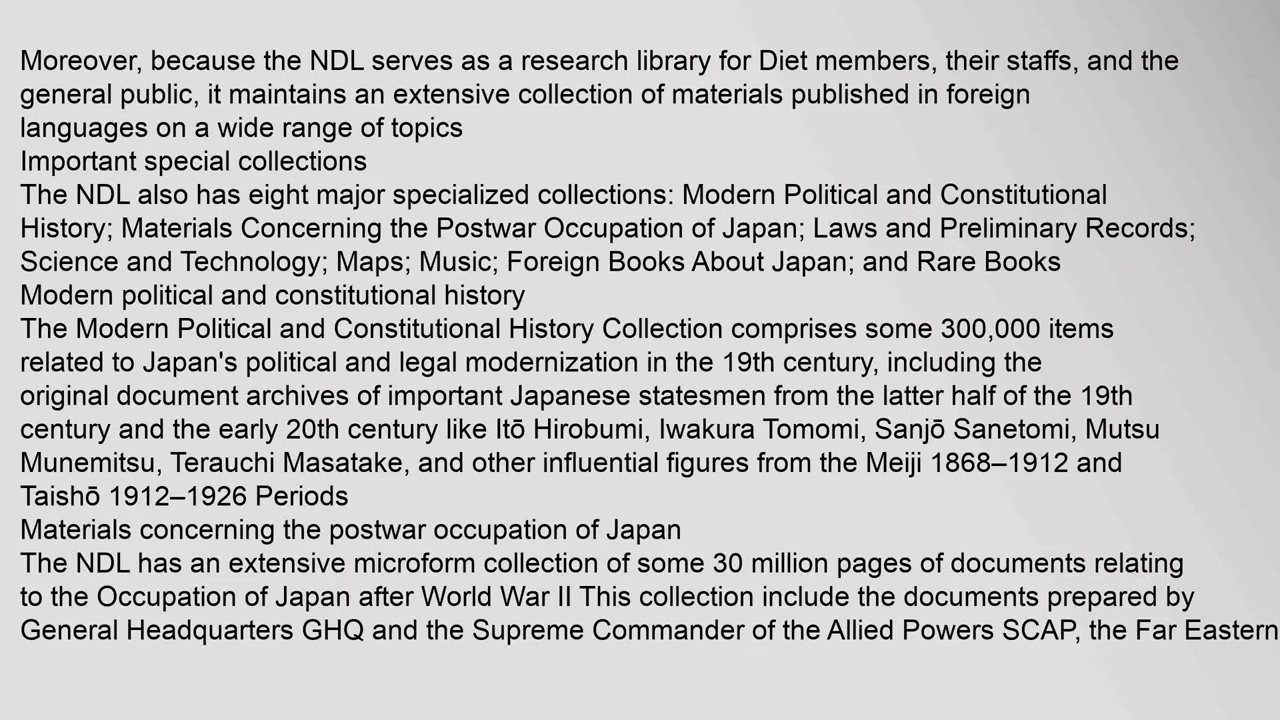 Moreover, because the NDL serves as a research library for Diet members, their staffs, and the
general public, it maintains an extensive collection of materials published in foreign
languages on a wide range of topics
Important special collections
The NDL also has eight major specialized collections: Modern Political and Constitutional
History; Materials Concerning the Postwar Occupation of Japan; Laws and Preliminary Records;
Science and Technology; Maps; Music; Foreign Books About Japan; and Rare Books
Modern political and constitutional history
The Modern Political and Constitutional History Collection comprises some 300,000 items
related to Japan's political and legal modernization in the 19th century, including the
original document archives of important Japanese statesmen from the latter half of the 19th
century and the early 20th century like Itō Hirobumi, Iwakura Tomomi, Sanjō Sanetomi, Mutsu
Munemitsu, Terauchi Masatake, and other influential figures from the Meiji 1868–1912 and
Taishō 1912–1926 Periods
Materials concerning the postwar occupation of Japan
The NDL has an extensive microform collection of some 30 million pages of documents relating
to the Occupation of Japan after World War II This collection include the documents prepared by
General Headquarters GHQ and the Supreme Commander of the Allied Powers SCAP, the Far Eastern